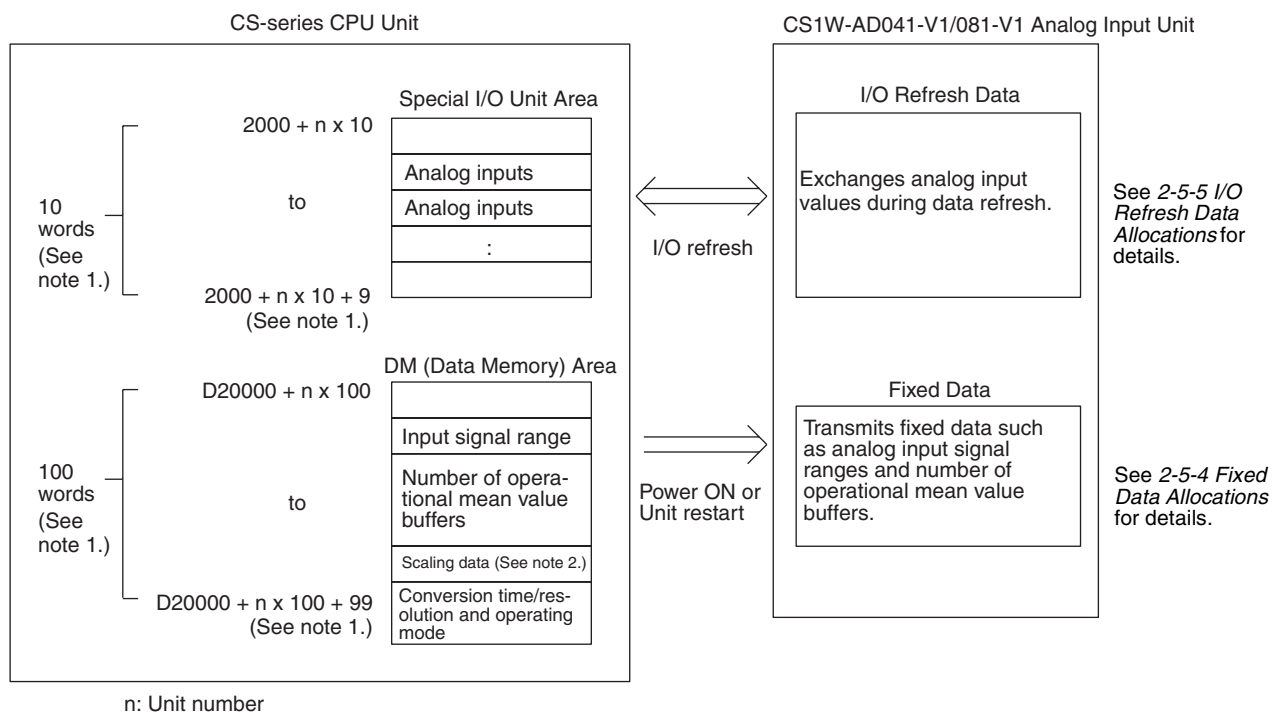 CS-series CPU Unit
CS1W-AD041-V1/081-V1 Analog Input Unit
Special I/O Unit Area
2000 + n x 10
to
2000 + n x 10 + 9
(See note 1.)
10
words
(See
note 1.)
Analog inputs
Analog inputs
:
I/O refresh
I/O Refresh Data
Exchanges analog input
values during data refresh.
See 2-5-5 I/O
Refresh Data
Allocations for
details.
DM (Data Memory) Area
D20000 + n x 100
to
D20000 + n x 100 + 99
(See note 1.)
100
words
(See
note 1.)
Input signal range
Number of opera-
tional mean value
buffers
Scaling data (See note 2.)
Conversion time/res-
olution and operating
mode
Power ON or
Unit restart
Fixed Data
Transmits fixed data such
as analog input signal
ranges and number of
operational mean value
buffers.
See 2-5-4 Fixed
Data Allocations
for details.
n: Unit number